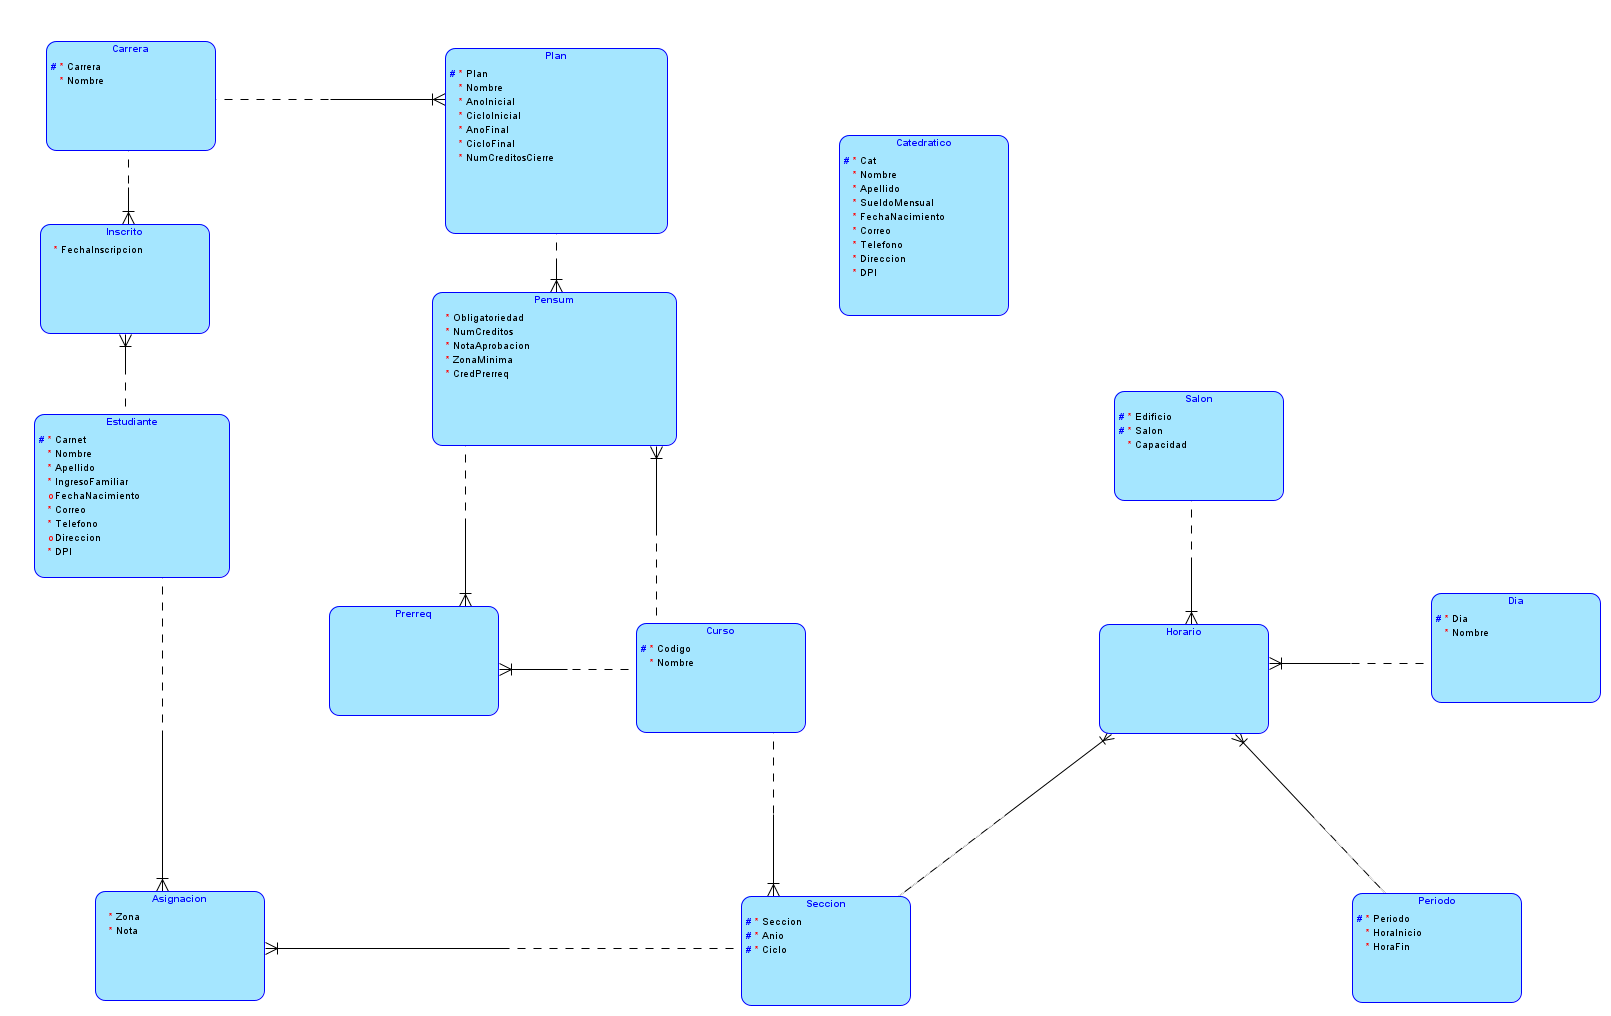 Carrera
# * Carrera
* Nombre
Plan
# * Plan
* Nombre
* AnoInicial
* CicloInicial
* AnoFinal
* CicloFinal
* NumCreditosCierre
Catedratico
# * Cat
* Nombre
* Apellido
* SueldoMensual
* FechaNacimiento
* Correo
* Telefono
* Direccion
* DPI
Inscrito
* FechaInscripcion
Pensum
* Obligatoriedad
* NumCreditos
* NotaAprobacion
* ZonaMinima
* CredPrerreq
Estudiante
# * Carnet
* Nombre
* Apellido
* IngresoFamiliar
o FechaNacimiento
* Correo
* Telefono
o Direccion
* DPI
Salon
# * Edificio
# * Salon
* Capacidad
Prerreq
Curso
# * Codigo
* Nombre
Horario
Dia
# * Dia
* Nombre
Asignacion
* Zona
* Nota
Seccion
# * Seccion
# * Anio
# * Ciclo
Periodo
# * Periodo
* HoraInicio
* HoraFin